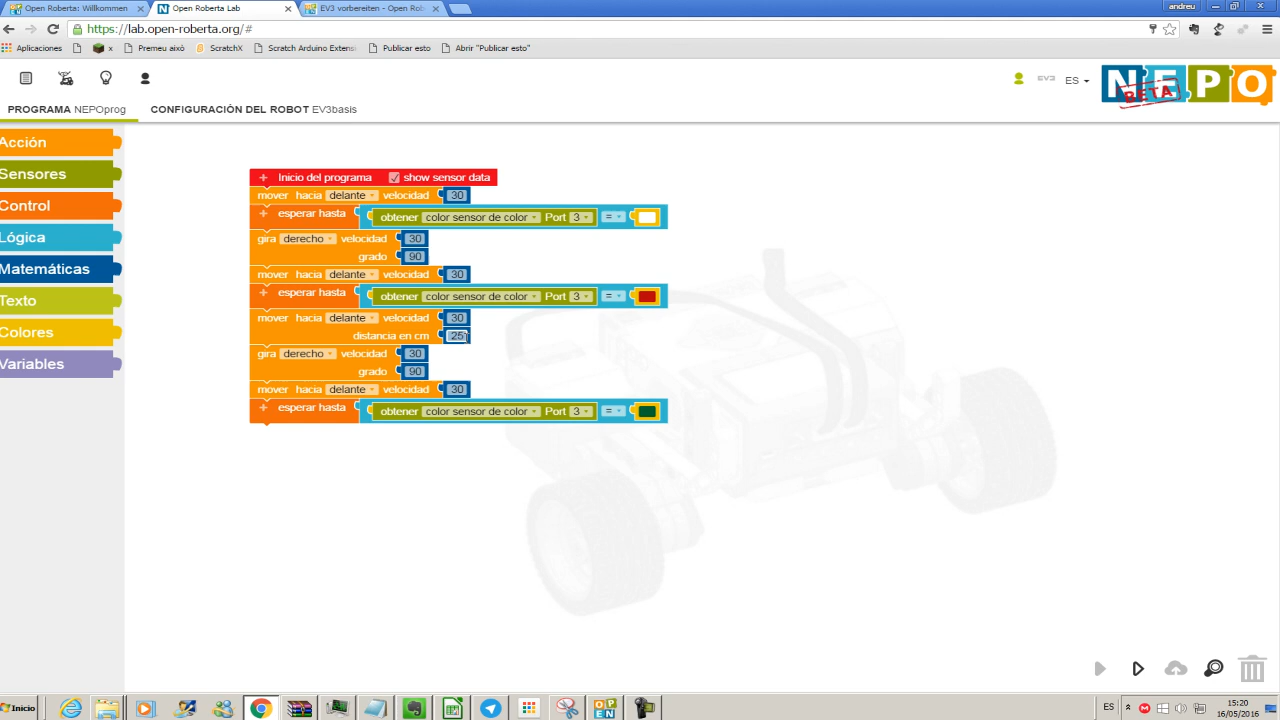 Open Roberta: Willkommen
Open Roberta Lab
EV3 vorbereiten - Open Rob
andreu
https://lab.open-roberta.org/#
Aplicaciones
x
Premeu aixó
ScratchX
Scratch Arduino Extens
Publicar esto
Abrir "Publicar esto"
EV3
ES
NEPO
BETA
PROGRAMA NEPOprog
CONFIGURACIÓN DEL ROBOT EV3basis
Acción
Sensores
Control
Lógica
Matemáticas
Texto
Colores
Variables
+ Inicio del programa show sensor data
mover hacia delante velocidad 30
+ esperar hasta obtener color sensor de color Port 3 =
gira derecho velocidad 30
grado 90
mover hacia delante velocidad 30
+ esperar hasta obtener color sensor de color Port 3 =
mover hacia delante velocidad 30
distancia en cm 25
gira derecho velocidad 30
grado 90
mover hacia delante velocidad 30
+ esperar hasta obtener color sensor de color Port 3 =
Inicio
OPEN
ES
15:20
16/05/2016